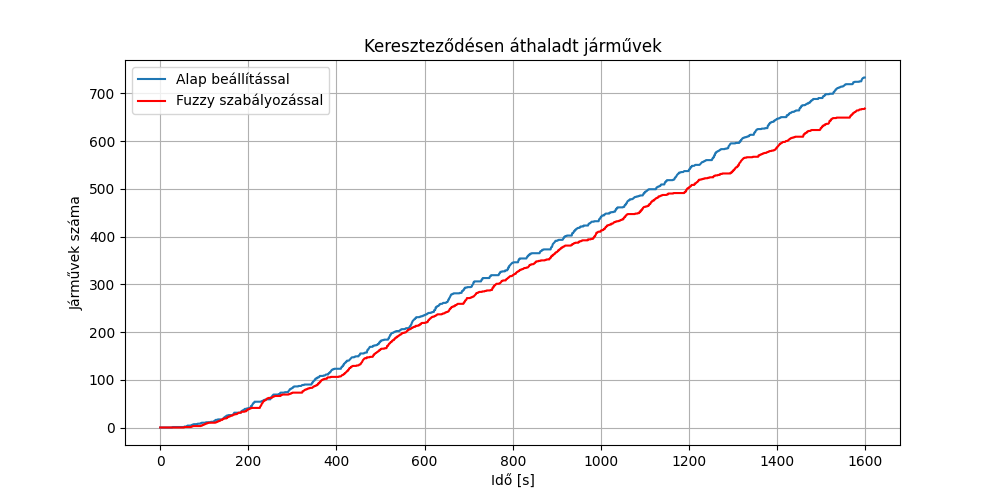 Kereszteződésen áthaladt járművek
Alap beállítással
Fuzzy szabályozással
Járművek száma
700
600
500
400
300
200
100
0
0 200 400 600 800 1000 1200 1400 1600
Idő [s]